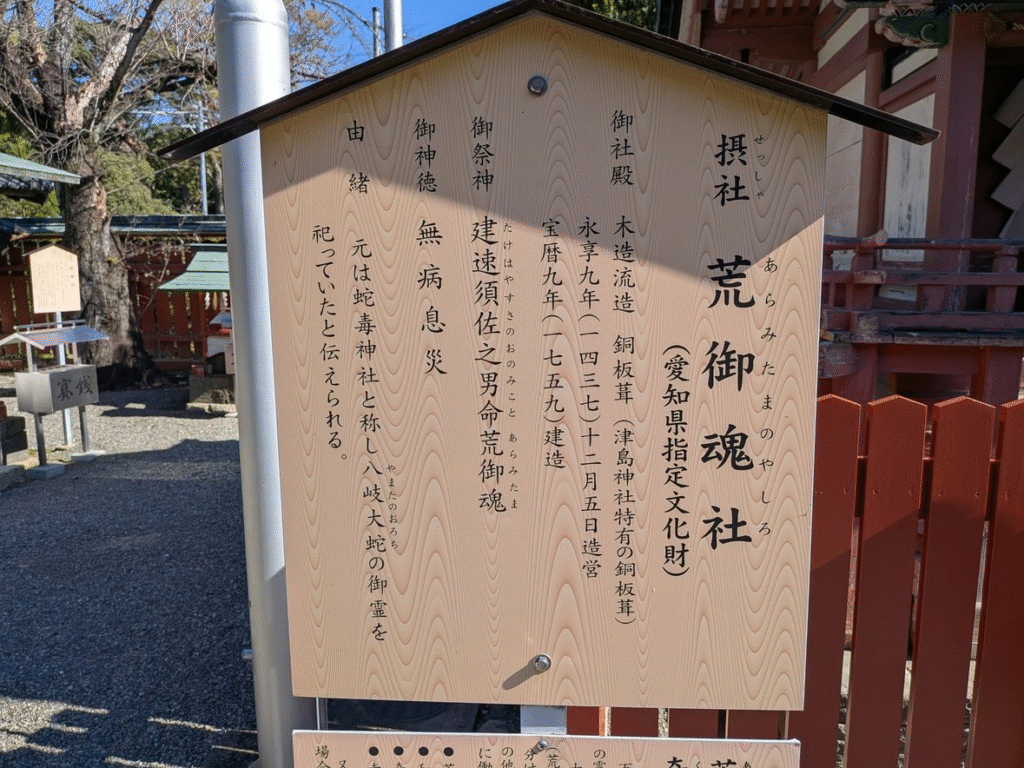 摂社 荒御魂社
せっしゃ あらみたまのやしろ
(愛知県指定文化財)
御社殿 木造流造 銅板葺(津島神社特有の銅板葺)
永享九年(一四三七)十二月五日造営
宝暦九年(一七五九)建造
御祭神 建速須佐之男命荒御魂
たけはやすさのおのみこと あらみたま
御神徳 無病息災
由緒 元は蛇毒神社と称し八岐大蛇の御霊を
やまたのおろち
祀っていたと伝えられる。
賽銭